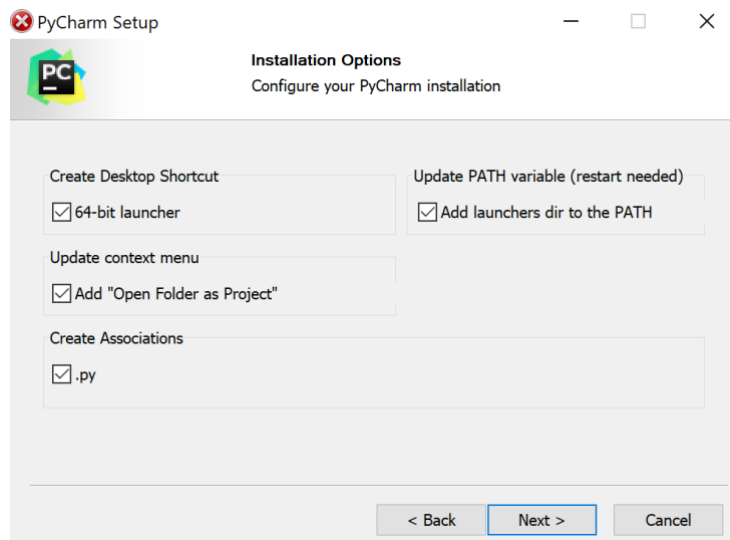 PyCharm Setup
PC
Installation Options
Configure your PyCharm installation
Create Desktop Shortcut
64-bit launcher
Update PATH variable (restart needed)
Add launchers dir to the PATH
Update context menu
Add "Open Folder as Project"
Create Associations
.py
< Back
Next >
Cancel